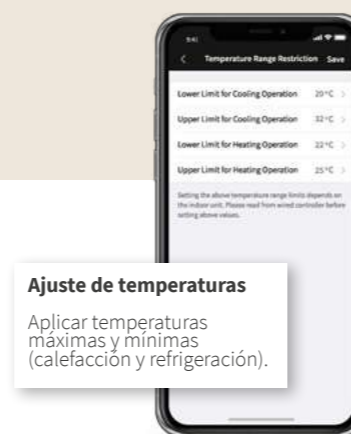 9:41
Temperature Range Restriction Save
Lower Limit for Cooling Operation 20°C
Upper Limit for Cooling Operation 32°C
Lower Limit for Heating Operation 22°C
Upper Limit for Heating Operation 25°C
Setting the above temperature range limits depends on
the indoor unit. Please read from wired controller before
setting above values.
Ajuste de temperaturas
Aplicar temperaturas
máximas y mínimas
(calefacción y refrigeración).